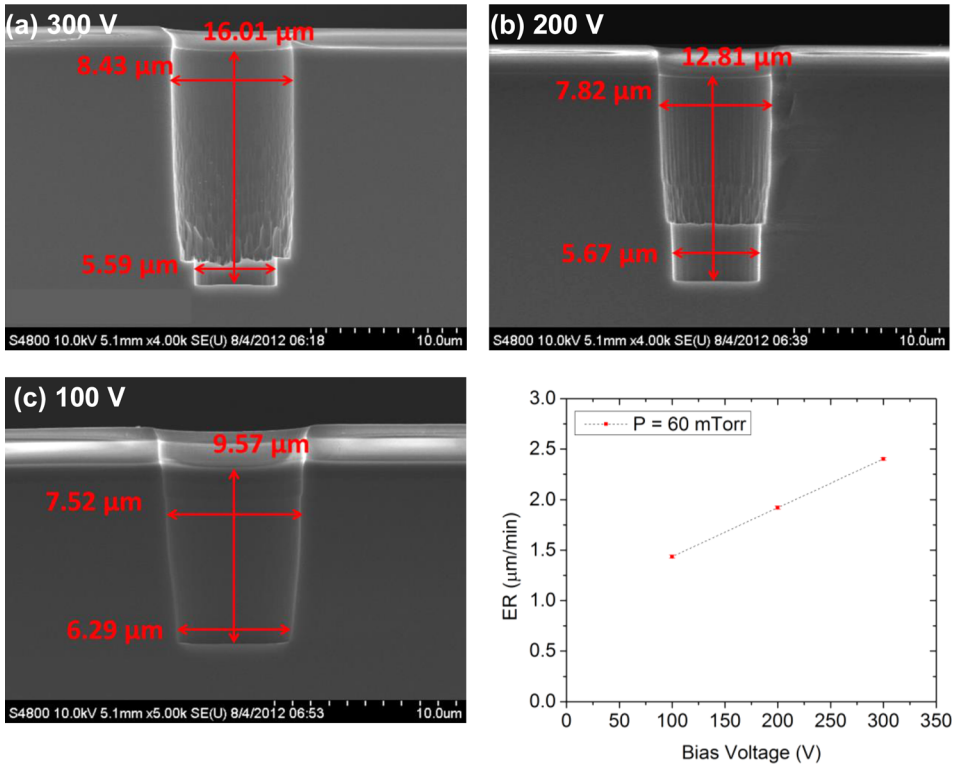 (a) 300 V
16.01 µm
8.43 µm
5.59 µm
S4800 10.0kV 5.1mm x4.00k SE(U) 8/4/2012 06:18
10.0um
(b) 200 V
12.81 µm
7.82 µm
5.67 µm
S4800 10.0kV 5.1mm x4.00k SE(U) 8/4/2012 06:39
10.0um
(c) 100 V
9.57 µm
7.52 µm
6.29 µm
S4800 10.0kV 5.1mm x5.00k SE(U) 8/4/2012 06:53
10.0um
P = 60 mTorr
ER (µm/min)
3.0
2.5
2.0
1.5
1.0
0.5
0.0
0 50 100 150 200 250 300 350
Bias Voltage (V)